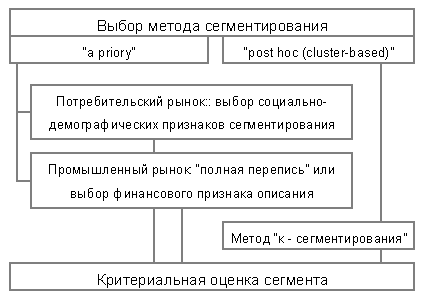 Выбор метода сегментирования
"a priory"
"post hoc (cluster-based)"
Потребительский рынок:: выбор социально-
демографических признаков сегментирования
Промышленный рынок: "полная перепись" или
выбор финансового признака описания
Метод "к - сегментирования"
Критериальная оценка сегмента